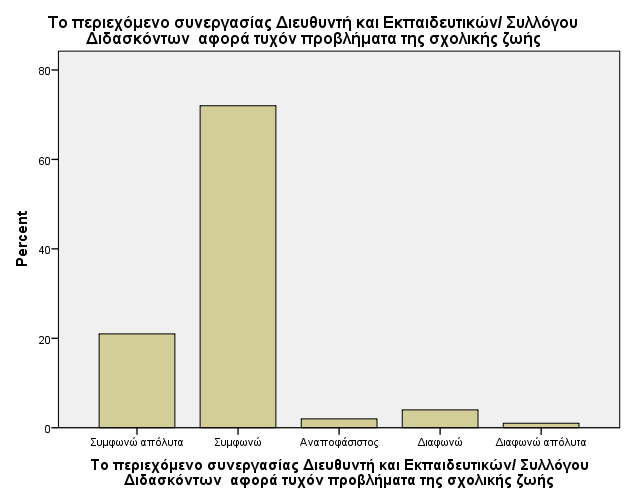 Το περιεχόμενο συνεργασίας Διευθυντή και Εκπαιδευτικών/ Συλλόγου
Διδασκόντων αφορά τυχόν προβλήματα της σχολικής ζωής
80
60
40
20
0
Percent
Συμφωνώ απόλυτα
Συμφωνώ
Αναποφάσιστος
Διαφωνώ
Διαφωνώ απόλυτα
Το περιεχόμενο συνεργασίας Διευθυντή και Εκπαιδευτικών/ Συλλόγου
Διδασκόντων αφορά τυχόν προβλήματα της σχολικής ζωής